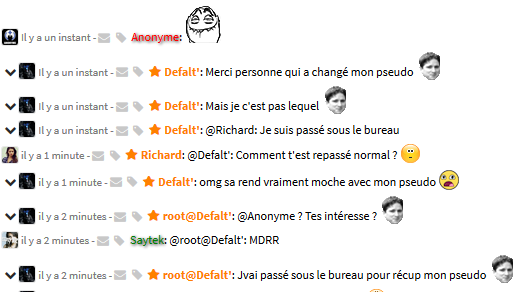 Il y a un instant - Anonyme:
Il y a un instant - Defalt': Merci personne qui a changé mon pseudo
Il y a un instant - Defalt': Mais je c'est pas lequel
Il y a un instant - Defalt': @Richard: Je suis passé sous le bureau
il y a 1 minute - Richard: @Defalt': Comment t'est repassé normal ?
il y a 1 minute - Defalt': omg sa rend vraiment moche avec mon pseudo
il y a 2 minutes - root@Defalt': @Anonyme ? Tes intéresse ?
il y a 2 minutes - Saytek: @root@Defalt': MDRR
il y a 2 minutes - root@Defalt': Jvai passé sous le bureau pour récup mon pseudo